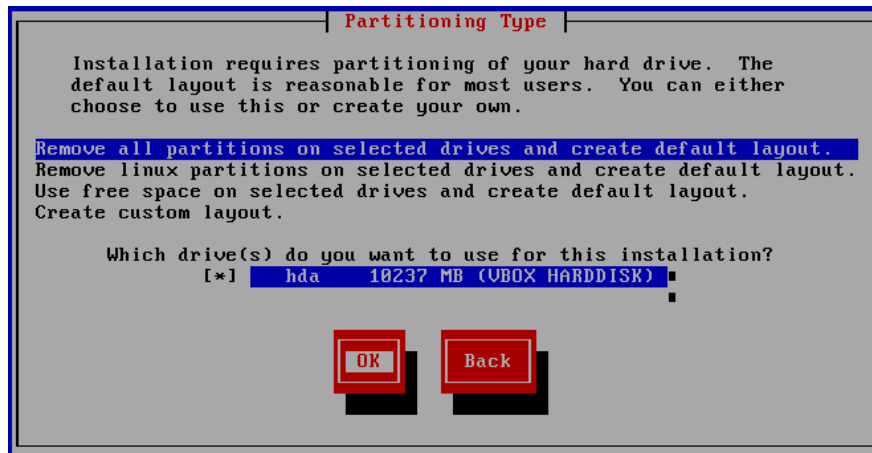 Partitioning Type
Installation requires partitioning of your hard drive.  The
default layout is reasonable for most users.  You can either
choose to use this or create your own.
Remove all partitions on selected drives and create default layout.
Remove linux partitions on selected drives and create default layout.
Use free space on selected drives and create default layout.
Create custom layout.
Which drive(s) do you want to use for this installation?
[*]   hda    10237 MB (VBOX HARDDISK)
OK   Back